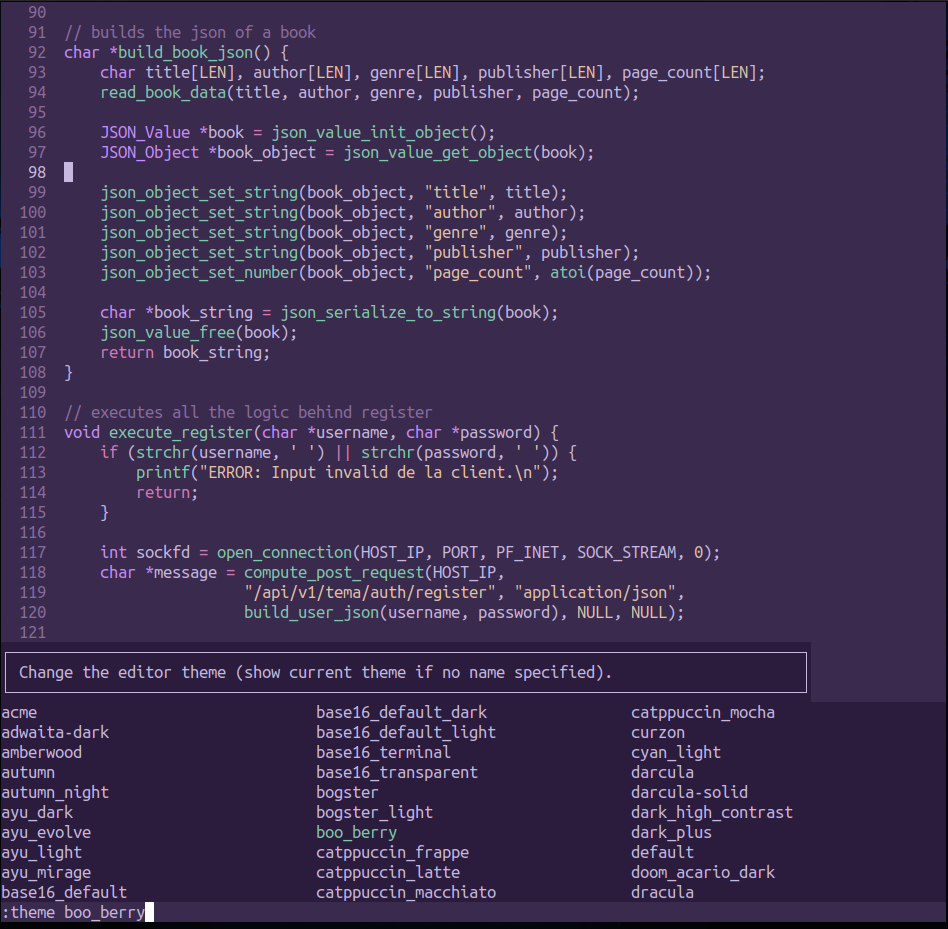 90
91 // builds the json of a book
92 char *build_book_json() {
93     char title[LEN], author[LEN], genre[LEN], publisher[LEN], page_count[LEN];
94     read_book_data(title, author, genre, publisher, page_count);
95
96     JSON_Value *book = json_value_init_object();
97     JSON_Object *book_object = json_value_get_object(book);
98
99     json_object_set_string(book_object, "title", title);
100     json_object_set_string(book_object, "author", author);
101     json_object_set_string(book_object, "genre", genre);
102     json_object_set_string(book_object, "publisher", publisher);
103     json_object_set_number(book_object, "page_count", atoi(page_count));
104
105     char *book_string = json_serialize_to_string(book);
106     json_value_free(book);
107     return book_string;
108 }
109
110 // executes all the logic behind register
111 void execute_register(char *username, char *password) {
112     if (strchr(username, ' ') || strchr(password, ' ')) {
113         printf("ERROR: Input invalid de la client.\n");
114         return;
115     }
116
117     int sockfd = open_connection(HOST_IP, PORT, PF_INET, SOCK_STREAM, 0);
118     char *message = compute_post_request(HOST_IP,
119                     "/api/v1/tema/auth/register", "application/json",
120                     build_user_json(username, password), NULL, NULL);
121
Change the editor theme (show current theme if no name specified).
acme base16_default_dark catppuccin_mocha
adwaita-dark base16_default_light curzon
amberwood base16_terminal cyan_light
autumn base16_transparent darcula
autumn_night bogster darcula-solid
ayu_dark bogster_light dark_high_contrast
ayu_evolve boo_berry dark_plus
ayu_light catppuccin_frappe default
ayu_mirage catppuccin_latte doom_acario_dark
base16_default catppuccin_macchiato dracula
:theme boo_berry